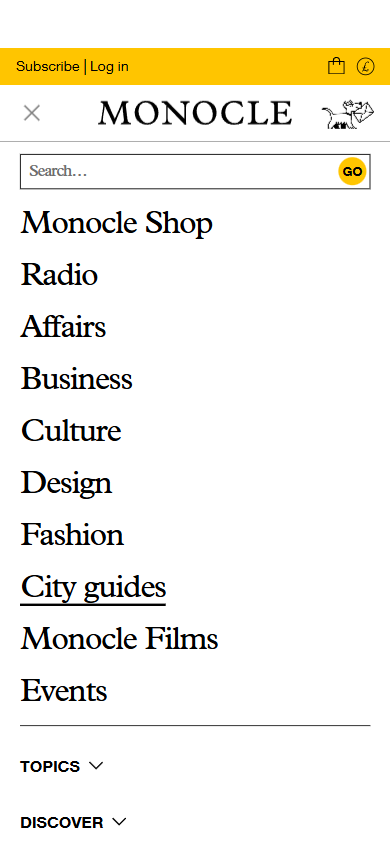 Subscribe | Log in £
MONOCLE
Search...
GO
Monocle Shop
Radio
Affairs
Business
Culture
Design
Fashion
City guides
Monocle Films
Events
TOPICS
DISCOVER